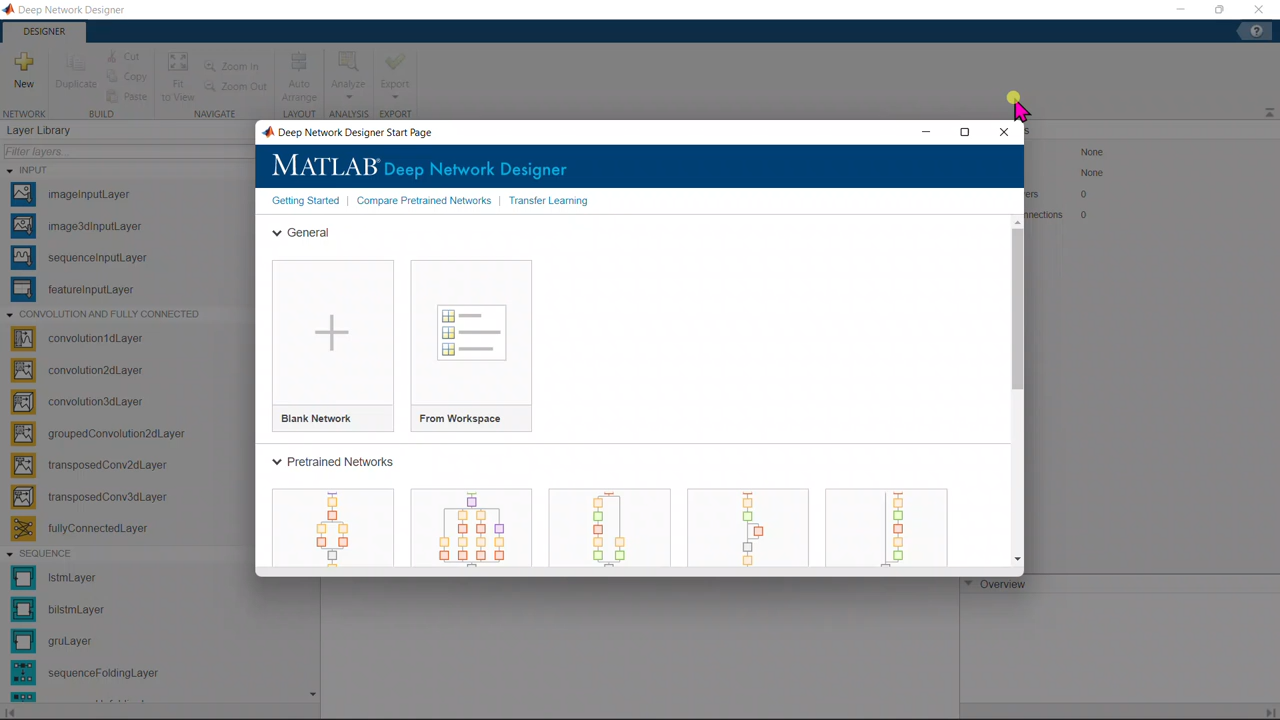 Deep Network Designer
DESIGNER
New
Duplicate
Cut
Copy
Paste
Fit
to View
Zoom In
Zoom Out
Auto
Arrange
Analyze
Export
NETWORK
BUILD
NAVIGATE
LAYOUT
ANALYSIS
EXPORT
Layer Library
Filter layers...
INPUT
imageInputLayer
image3dInputLayer
sequenceInputLayer
featureInputLayer
CONVOLUTION AND FULLY CONNECTED
convolution1dLayer
convolution2dLayer
convolution3dLayer
groupedConvolution2dLayer
transposedConv2dLayer
transposedConv3dLayer
fullyConnectedLayer
SEQUENCE
lstmLayer
bilstmLayer
gruLayer
sequenceFoldingLayer
Deep Network Designer Start Page
MATLAB® Deep Network Designer
Getting Started | Compare Pretrained Networks | Transfer Learning
General
Blank Network
From Workspace
Pretrained Networks
None
None
0
0
Overview